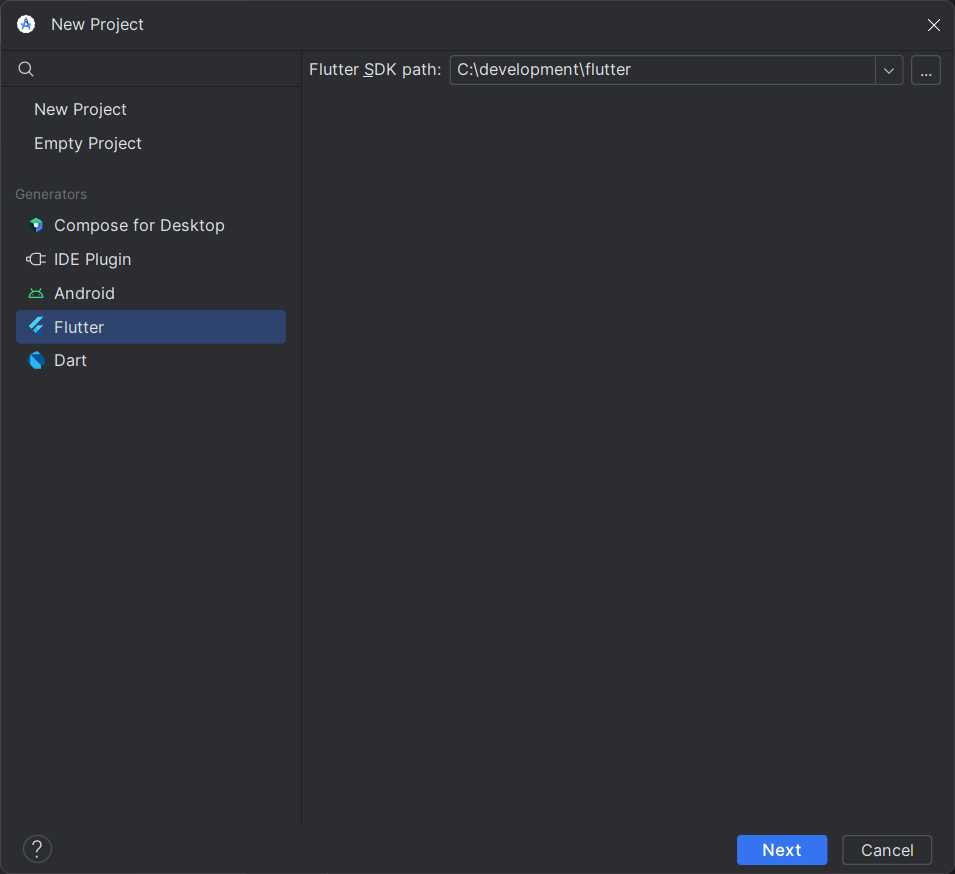 New Project
Flutter SDK path: C:\development\flutter ...
New Project
Empty Project
Generators
Compose for Desktop
IDE Plugin
Android
Flutter
Dart
? Next Cancel